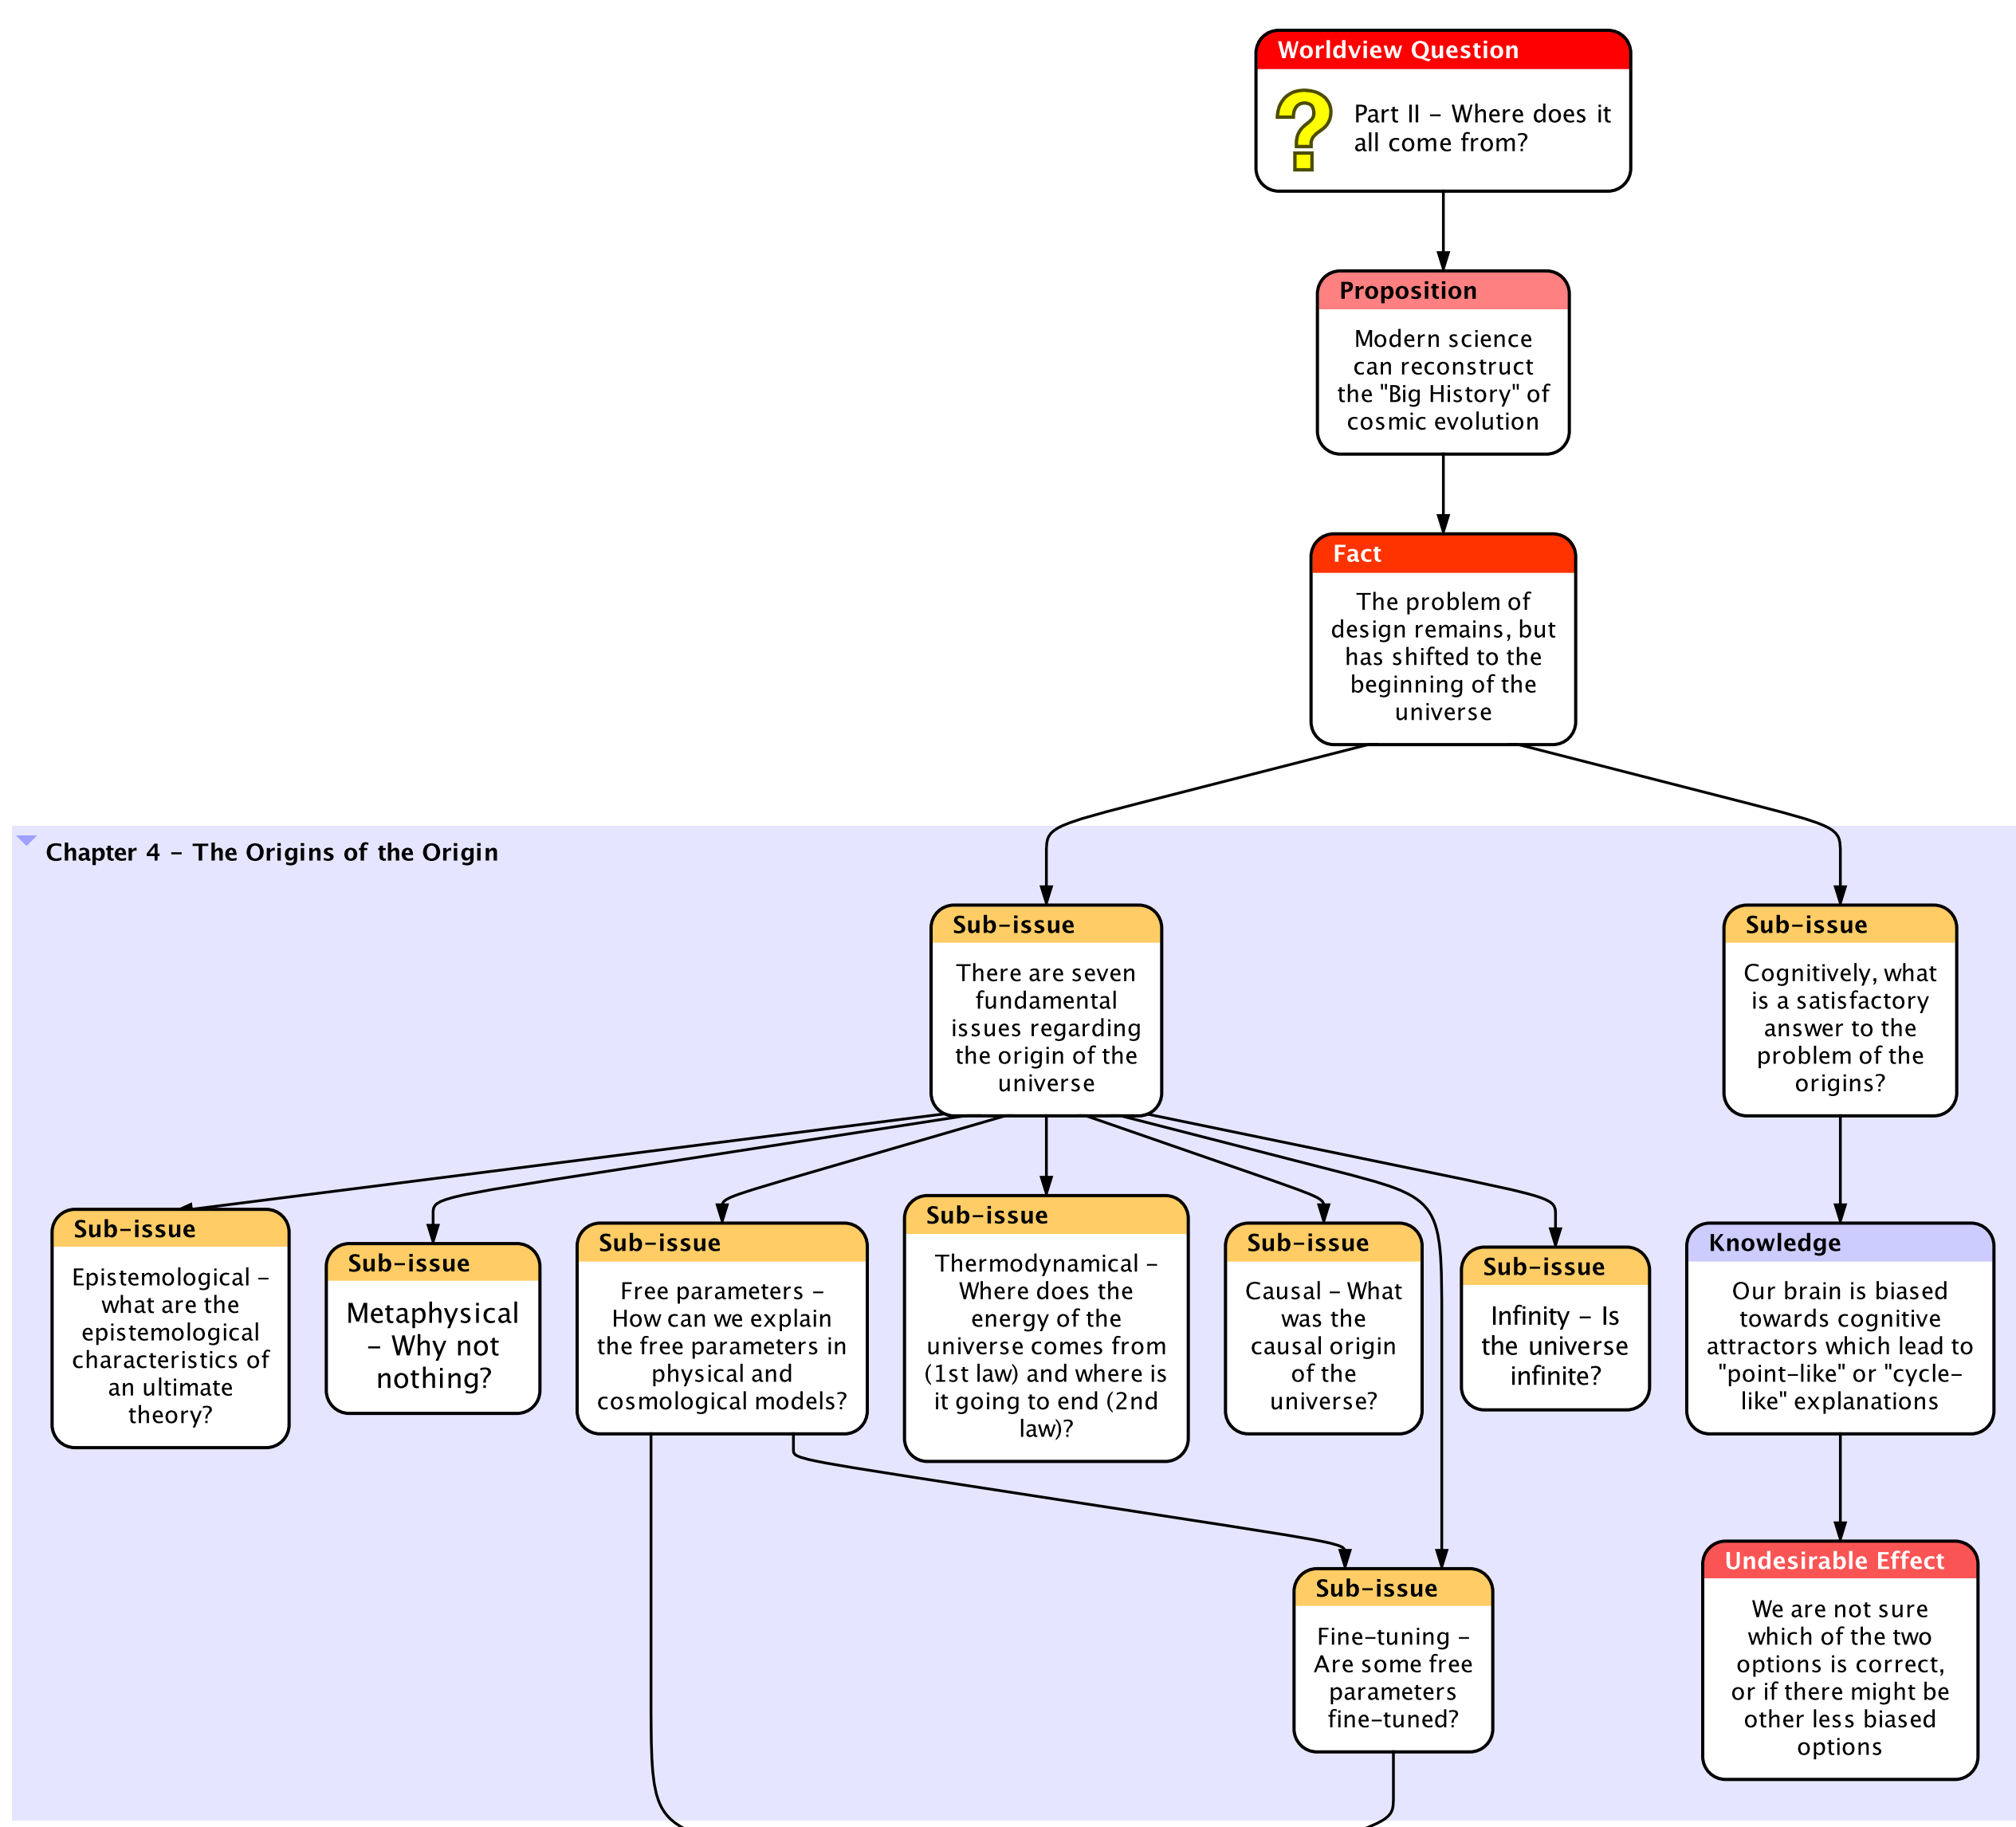 Worldview Question
Part II - Where does it
all come from?
Proposition
Modern science
can reconstruct
the "Big History" of
cosmic evolution
Fact
The problem of
design remains, but
has shifted to the
beginning of the
universe
Chapter 4 - The Origins of the Origin
Sub-issue
There are seven
fundamental
issues regarding
the origin of the
universe
Sub-issue
Cognitively, what
is a satisfactory
answer to the
problem of the
origins?
Sub-issue
Epistemological -
what are the
epistemological
characteristics of
an ultimate
theory?
Sub-issue
Metaphysical
- Why not
nothing?
Sub-issue
Free parameters -
How can we explain
the free parameters in
physical and
cosmological models?
Sub-issue
Thermodynamical -
Where does the
energy of the
universe comes from
(1st law) and where is
it going to end (2nd
law)?
Sub-issue
Causal - What
was the
causal origin
of the
universe?
Sub-issue
Infinity - Is
the universe
infinite?
Knowledge
Our brain is biased
towards cognitive
attractors which lead to
"point-like" or "cycle-
like" explanations
Sub-issue
Fine-tuning -
Are some free
parameters
fine-tuned?
Undesirable Effect
We are not sure
which of the two
options is correct,
or if there might be
other less biased
options